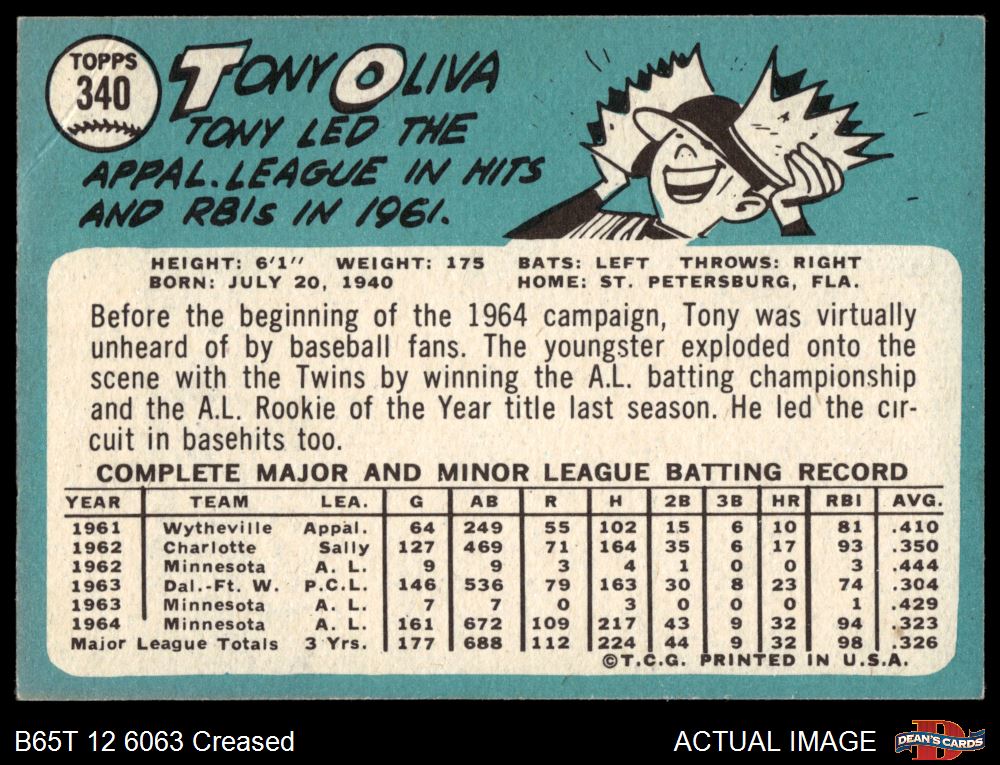 TOPPS
340
TONY OLIVA
TONY LED THE
APPAL. LEAGUE IN HITS
AND RBIs IN 1961.
HEIGHT: 6'1" WEIGHT: 175 BATS: LEFT THROWS: RIGHT
BORN: JULY 20, 1940 HOME: ST. PETERSBURG, FLA.
Before the beginning of the 1964 campaign, Tony was virtually
unheard of by baseball fans. The youngster exploded onto the
scene with the Twins by winning the A.L. batting championship
and the A.L. Rookie of the Year title last season. He led the cir-
cuit in basehits too.
COMPLETE MAJOR AND MINOR LEAGUE BATTING RECORD
YEAR TEAM LEA. G AB R H 2B 3B HR RBI AVG.
1961 Wytheville Appal. 64 249 55 102 15 6 10 81 .410
1962 Charlotte Sally 127 469 71 164 35 6 17 93 .350
1962 Minnesota A. L. 9 9 3 4 1 0 0 3 .444
1963 Dal.-Ft. W. P.C.L. 146 536 79 163 30 8 23 74 .304
1963 Minnesota A. L. 7 7 0 3 0 0 0 1 .429
1964 Minnesota A. L. 161 672 109 217 43 9 32 94 .323
Major League Totals 3 Yrs. 177 688 112 224 44 9 32 98 .326
©T.C.G. PRINTED IN U.S.A.
B65T 12 6063 Creased
ACTUAL IMAGE
DEAN'S CARDS